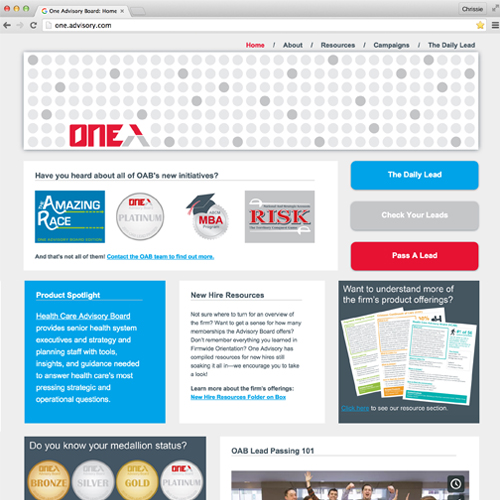 One Advisory Board: Home
Chrissie
one.advisory.com
Home / About / Resources / Campaigns / The Daily Lead
ONE
Have you heard about all of OAB's new initiatives?
The AMAZING RACE
ONE ADVISORY BOARD EDITION
ONE
PLATINUM
MBA
Program
RISK
And that's not all of them! Contact the OAB team to find out more.
The Daily Lead
Check Your Leads
Pass A Lead
Product Spotlight
Health Care Advisory Board
provides senior health system
executives and strategy and
planning staff with tools,
insights, and guidance needed
to answer health care's most
pressing strategic and
operational questions.
New Hire Resources
Not sure where to turn for an overview of
the firm? Want to get a sense for how many
memberships the Advisory Board offers?
Don't remember everything you learned in
Firmwide Orientation? One Advisory has
compiled resources for new hires still
soaking it all in—we encourage you to take
a look!
Learn more about the firm's offerings:
New Hire Resources Folder on Box
Want to understand more of
the firm's product offerings?
Click here to see our resource section.
Do you know your medallion status?
BRONZE
SILVER
GOLD
PLATINUM
OAB Lead Passing 101